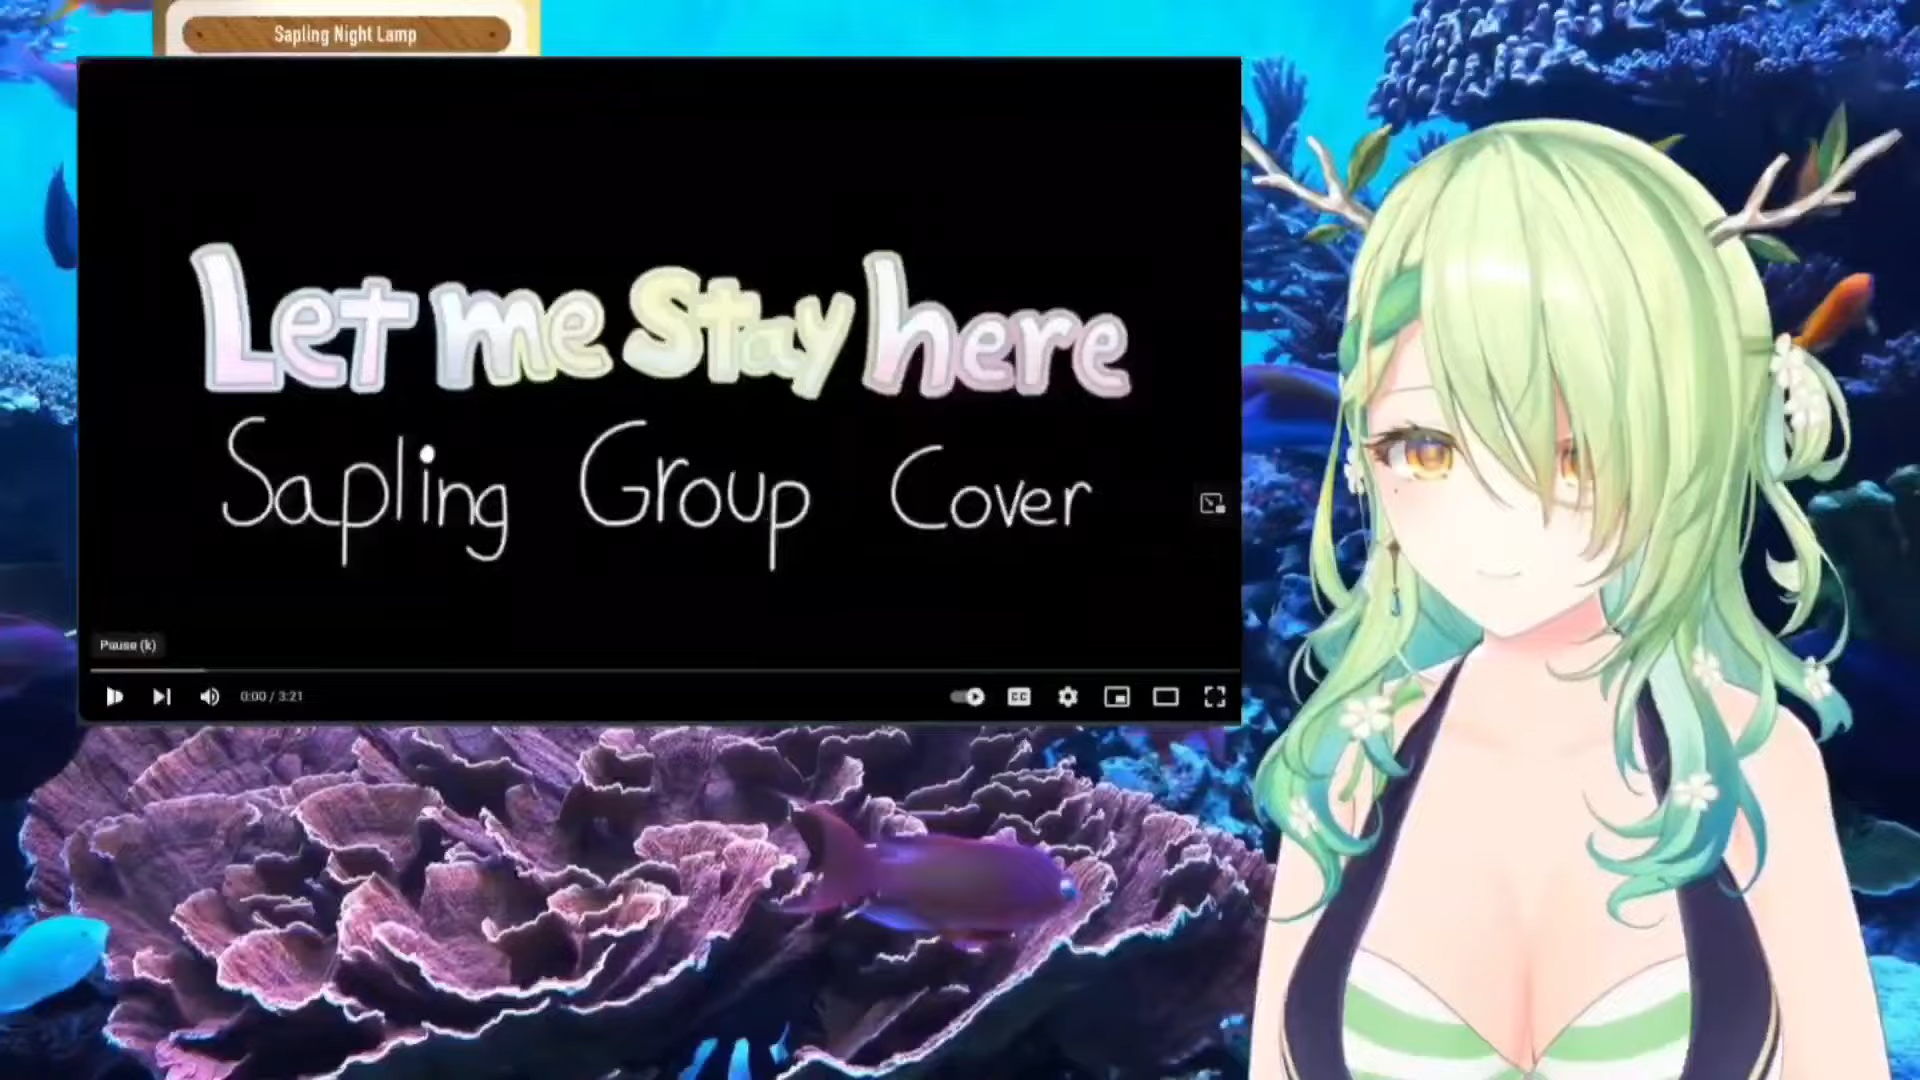 Sapling Night Lamp
Let me Stay here
Sapling Group Cover
Pause (k)
0:00 / 3:21
CC